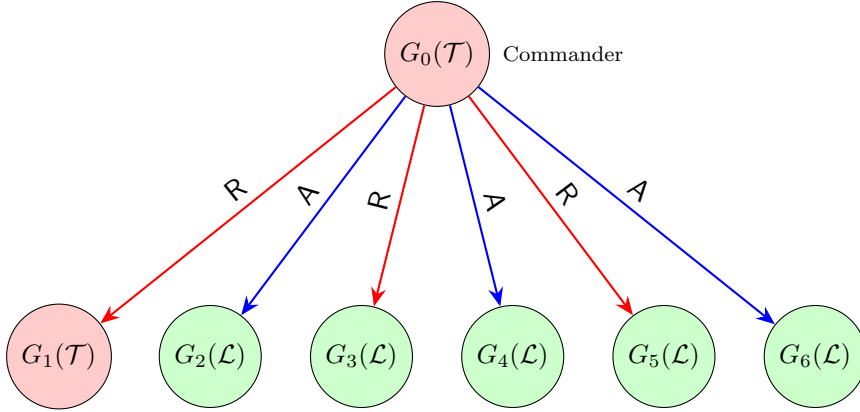 G₀(𝒯) Commander
R A R A R A
G₁(𝒯) G₂(ℒ) G₃(ℒ) G₄(ℒ) G₅(ℒ) G₆(ℒ)